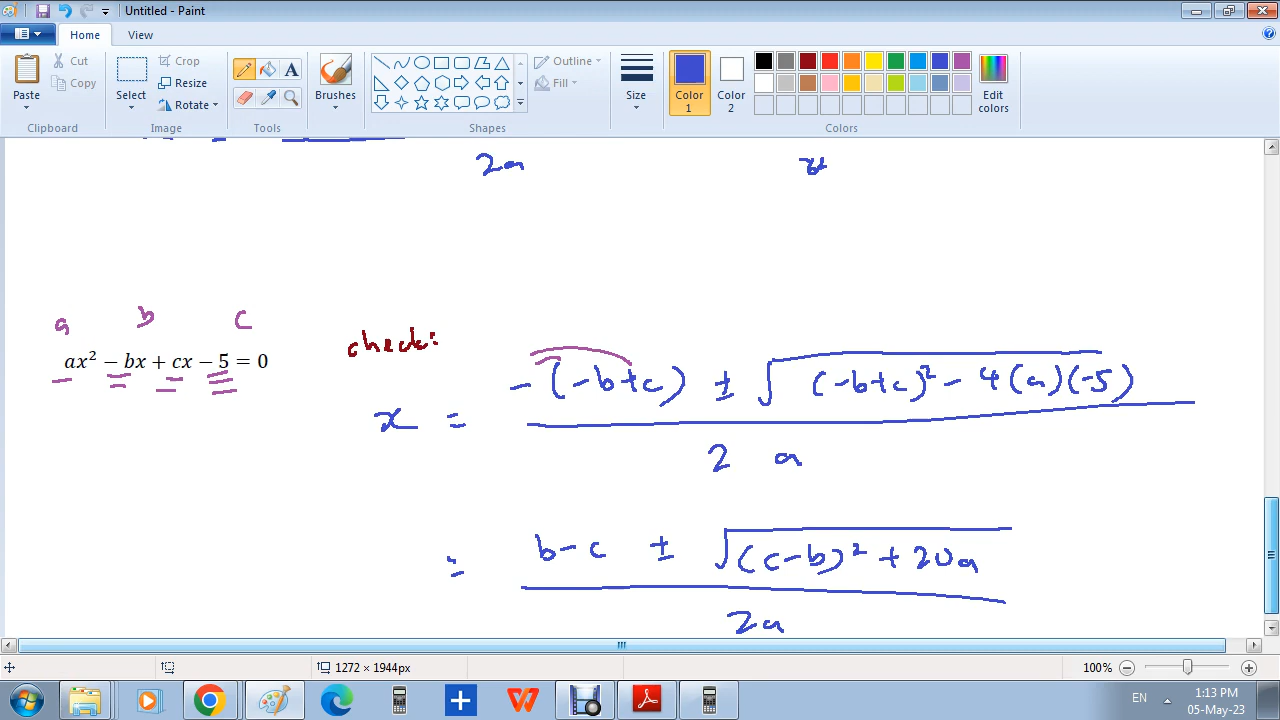 Untitled - Paint
Home View
Paste Cut Copy Select Crop Resize Rotate A Brushes Outline Fill Size Color 1 Color 2 Edit colors
Clipboard Image Tools Shapes Colors
2a
a b c
ax² − bx + cx − 5 = 0
check:
x = −(−b+c) ± √(−b+c)² − 4(a)(−5)
2 a
= b−c ± √(c−b)² + 20a
2a
1272 × 1944px 100%
EN 1:13 PM
05-May-23